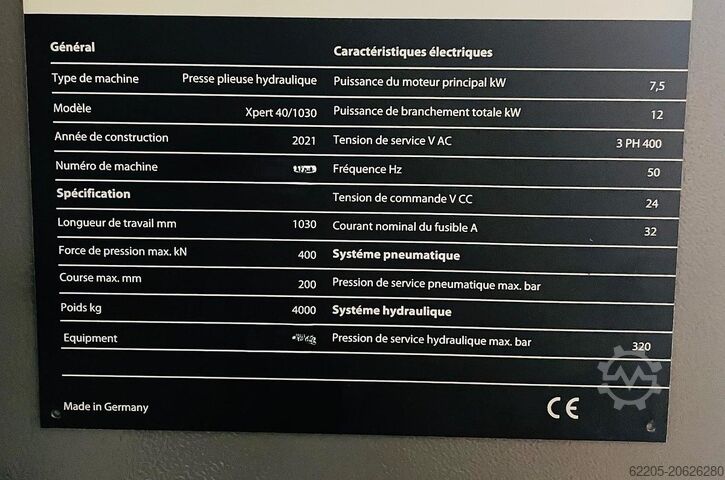 Général
Type de machine Presse plieuse hydraulique
Modèle Xpert 40/1030
Année de construction 2021
Numéro de machine
Spécification
Longueur de travail mm 1030
Force de pression max. kN 400
Course max. mm 200
Poids kg 4000
Equipment
Made in Germany
Caractéristiques électriques
Puissance du moteur principal kW 7,5
Puissance de branchement totale kW 12
Tension de service V AC 3 PH 400
Fréquence Hz 50
Tension de commande V CC 24
Courant nominal du fusible A 32
Systéme pneumatique
Pression de service pneumatique max. bar
Systéme hydraulique
Pression de service hydraulique max. bar 320
CE
62205-20626280